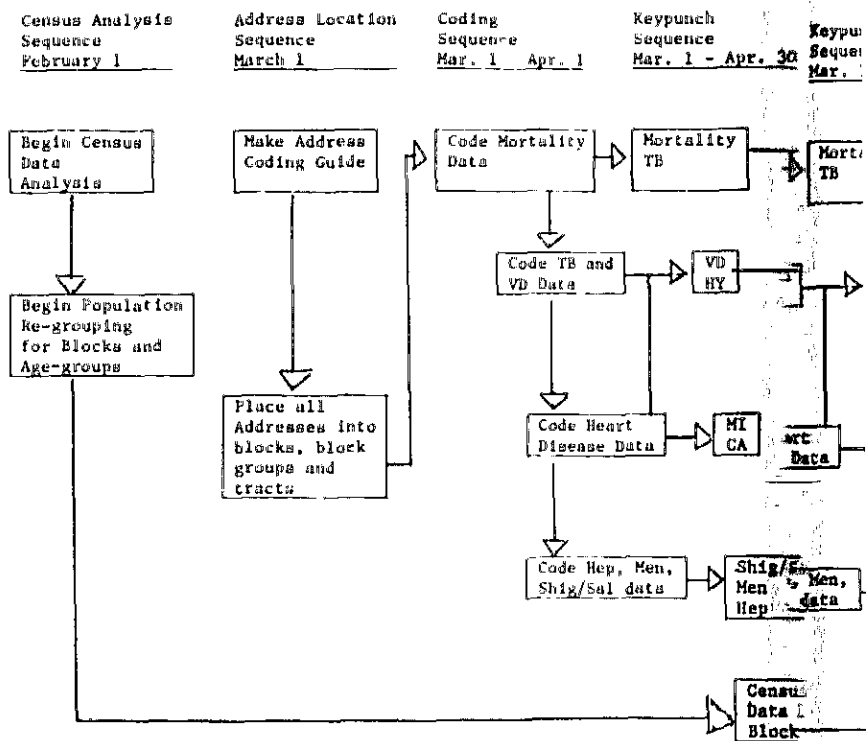 Census Analysis
Sequence
February 1
Address Location
Sequence
March 1
Coding
Sequence
Mar. 1 Apr. 1
Keypunch
Sequence
Mar. 1 - Apr. 30
Mar.
Begin Census
Data
Analysis
Make Address
Coding Guide
Code Mortality
Data
Mortality
TB
TB
Code TB and
VD Data
VD
HY
Begin Population
Re-grouping
for Blocks and
Age-groups
Place all
Addresses into
blocks, block
groups and
tracts
Code Heart
Disease Data
MI
CA
art
Data
Code Hep, Men,
Shig/Sal data
Shig/
Men
Hep
Men,
data
Census
Data
Block